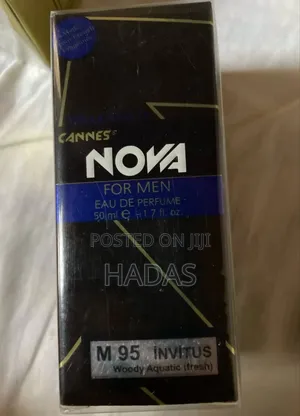 CANNES
NOVA
FOR MEN
EAU DE PERFUME
50 ml e 1.7 fl. oz.
POSTED ON JIJI
HADAS
M 95 INVITUS
Woody Aquatic (fresh)